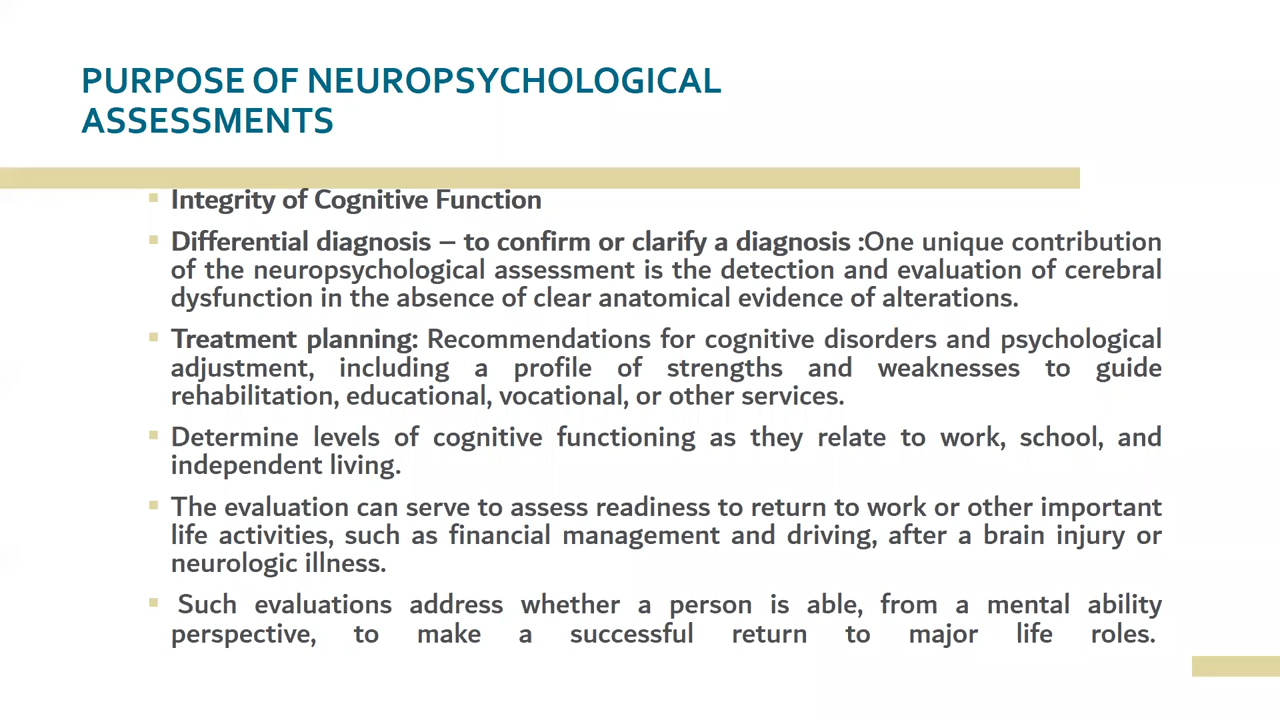 PURPOSE OF NEUROPSYCHOLOGICAL
ASSESSMENTS
Integrity of Cognitive Function
Differential diagnosis – to confirm or clarify a diagnosis :One unique contribution
of the neuropsychological assessment is the detection and evaluation of cerebral
dysfunction in the absence of clear anatomical evidence of alterations.
Treatment planning: Recommendations for cognitive disorders and psychological
adjustment, including a profile of strengths and weaknesses to guide
rehabilitation, educational, vocational, or other services.
Determine levels of cognitive functioning as they relate to work, school, and
independent living.
The evaluation can serve to assess readiness to return to work or other important
life activities, such as financial management and driving, after a brain injury or
neurologic illness.
Such evaluations address whether a person is able, from a mental ability
perspective, to make a successful return to major life roles.